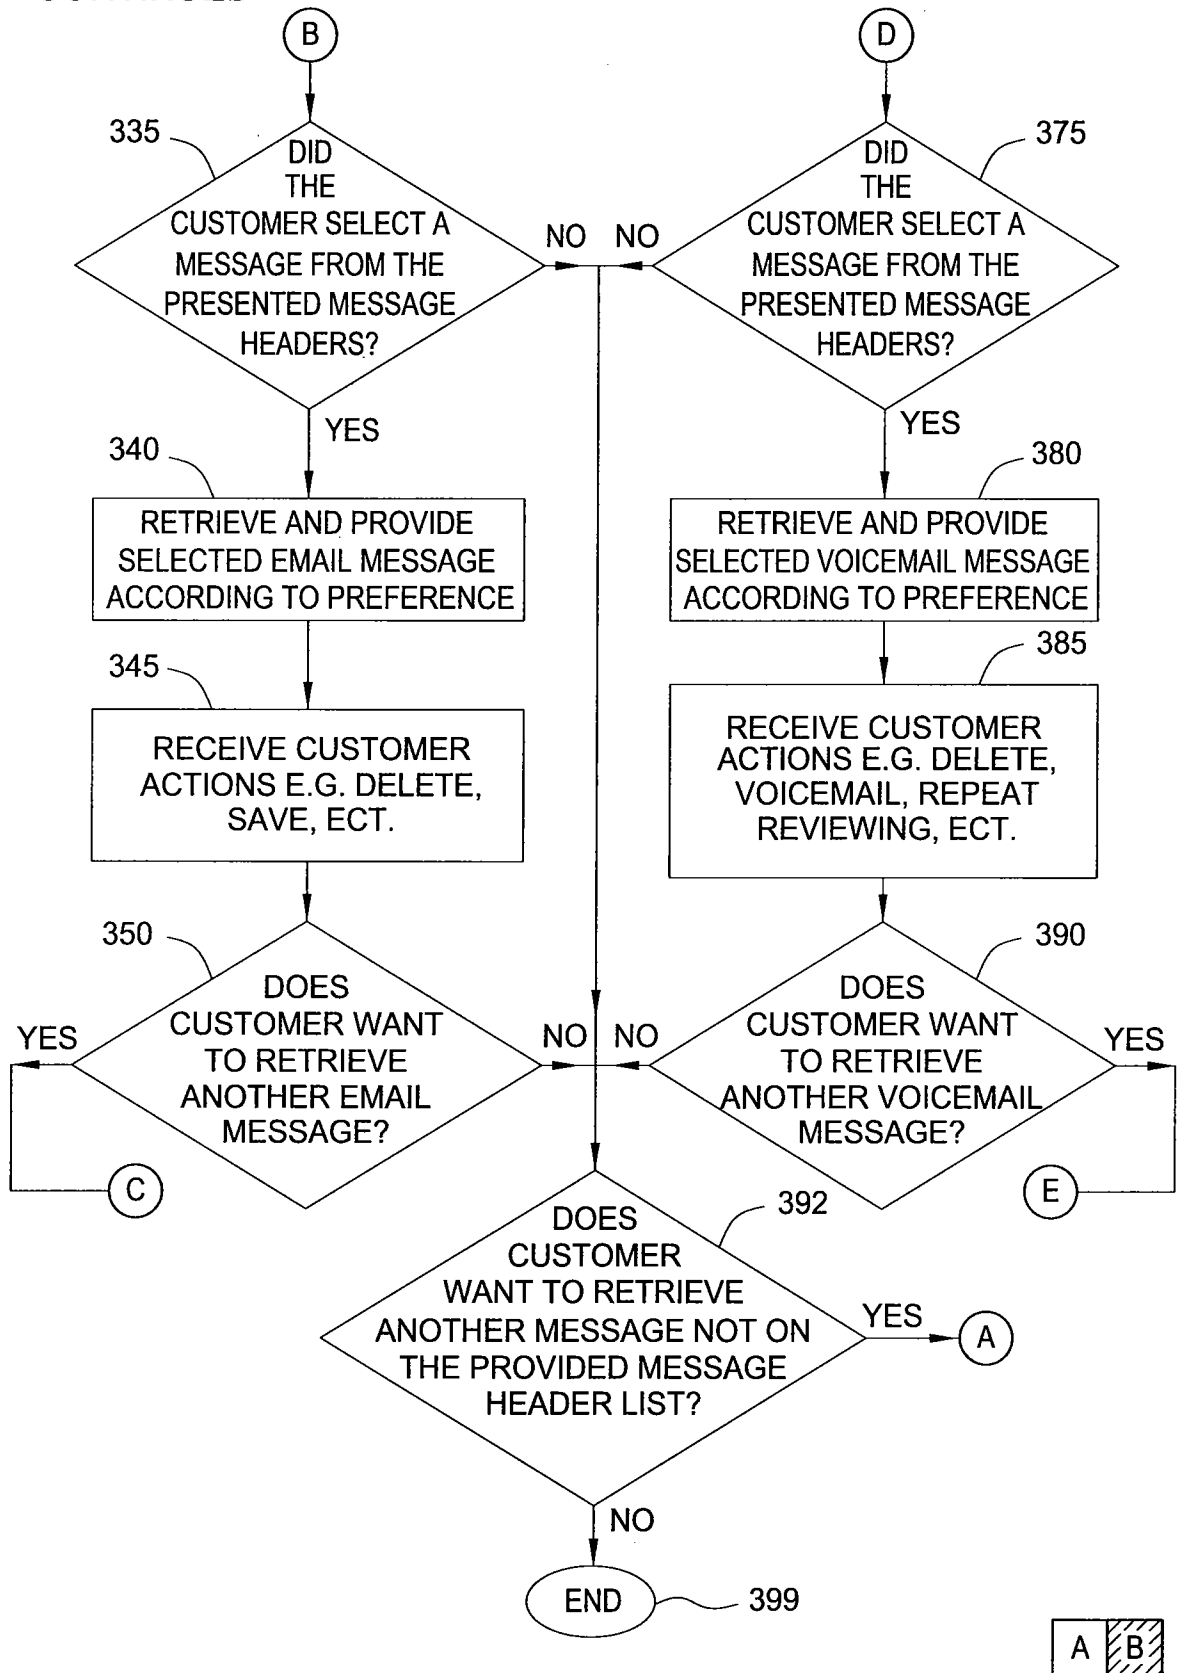 B
D
335
375
DID
THE
CUSTOMER SELECT A
MESSAGE FROM THE
PRESENTED MESSAGE
HEADERS?
NO
NO
DID
THE
CUSTOMER SELECT A
MESSAGE FROM THE
PRESENTED MESSAGE
HEADERS?
YES
YES
340
380
RETRIEVE AND PROVIDE
SELECTED EMAIL MESSAGE
ACCORDING TO PREFERENCE
RETRIEVE AND PROVIDE
SELECTED VOICEMAIL MESSAGE
ACCORDING TO PREFERENCE
345
385
RECEIVE CUSTOMER
ACTIONS E.G. DELETE,
SAVE, ECT.
RECEIVE CUSTOMER
ACTIONS E.G. DELETE,
VOICEMAIL, REPEAT
REVIEWING, ECT.
350
390
YES
DOES
CUSTOMER WANT
TO RETRIEVE
ANOTHER EMAIL
MESSAGE?
NO
NO
DOES
CUSTOMER WANT
TO RETRIEVE
ANOTHER VOICEMAIL
MESSAGE?
YES
C
E
392
DOES
CUSTOMER
WANT TO RETRIEVE
ANOTHER MESSAGE NOT ON
THE PROVIDED MESSAGE
HEADER LIST?
YES
A
NO
END
399
A
B